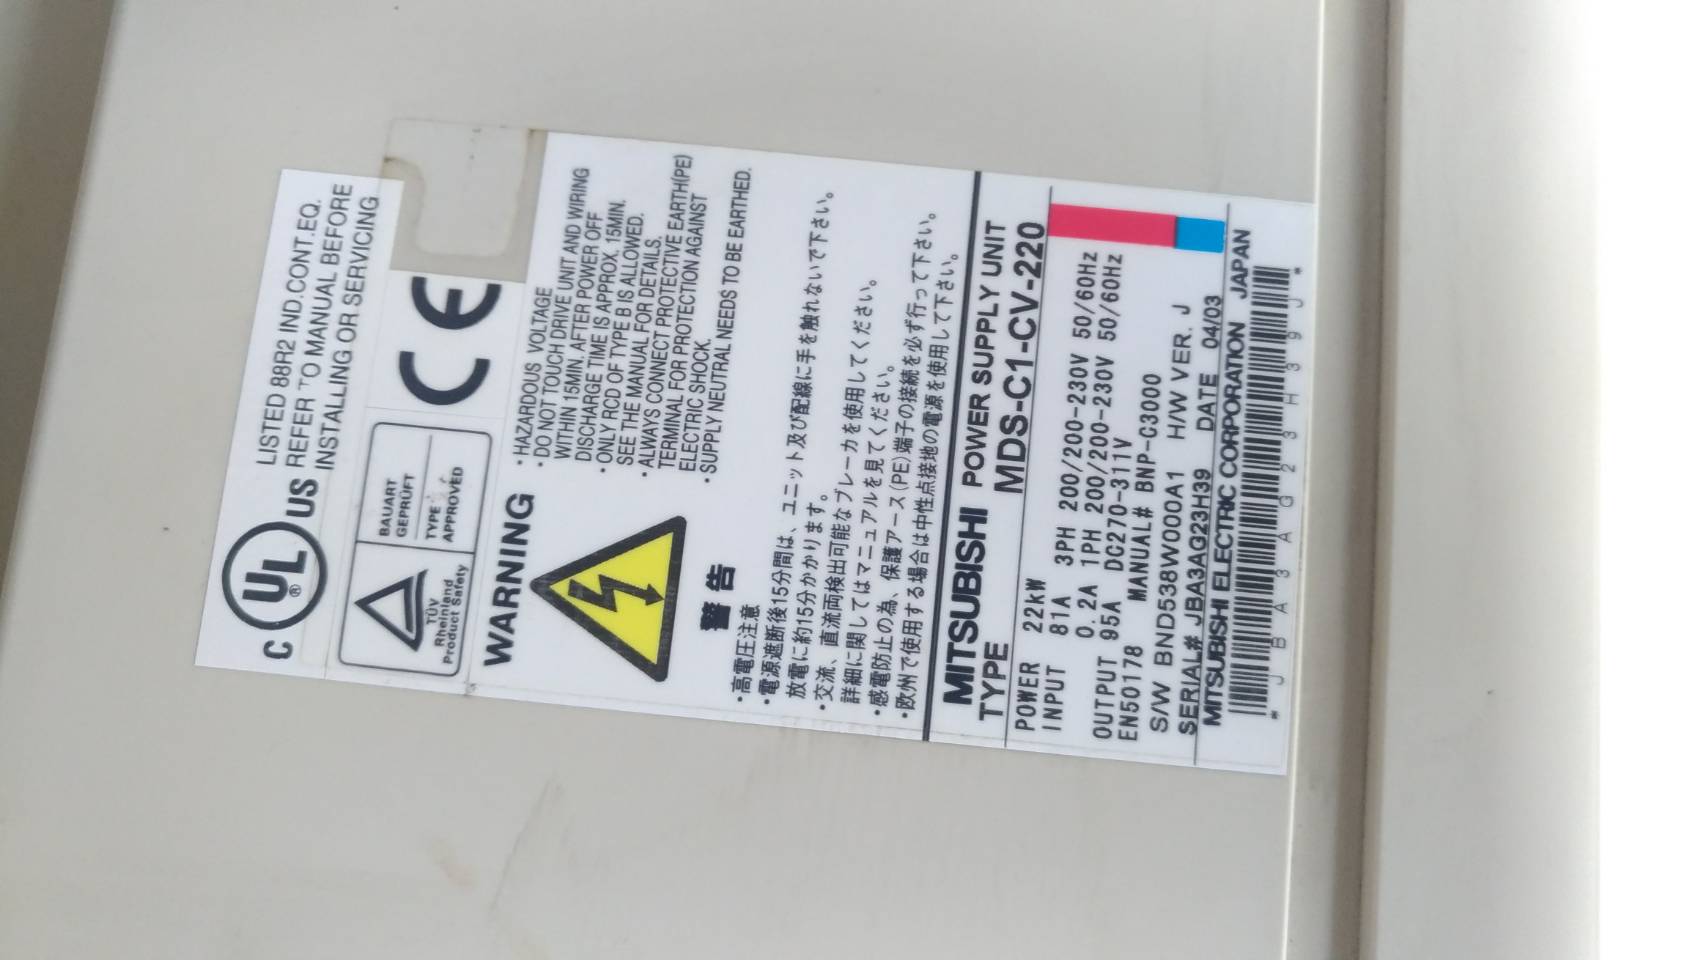 LISTED 88R2 IND.CONT.EQ.
C UL ® US REFER TO MANUAL BEFORE
INSTALLING OR SERVICING
TÜV
Rheinland
Product Safety
BAUART
GEPRÜFT
TYPE
APPROVED
CE
WARNING
・HAZARDOUS VOLTAGE
・DO NOT TOUCH DRIVE UNIT AND WIRING
WITHIN 15MIN. AFTER POWER OFF
DISCHARGE TIME IS APPROX. 15MIN.
・ONLY RCD OF TYPE B IS ALLOWED.
SEE THE MANUAL FOR DETAILS.
・ALWAYS CONNECT PROTECTIVE EARTH(PE)
TERMINAL FOR PROTECTION AGAINST
ELECTRIC SHOCK.
・SUPPLY NEUTRAL NEEDS TO BE EARTHED.
警告
・高電圧注意
・電源遮断後15分間は、ユニット及び配線に手を触れないで下さい。
放電に約15分かかります。
・交流、直流両検出可能なブレーカを使用してください。
詳細に関してはマニュアルを見てください。
・感電防止の為、保護アース(PE)端子の接続を必ず行って下さい。
・欧州で使用する場合は中性点接地の電源を使用して下さい。
MITSUBISHI POWER SUPPLY UNIT
TYPE MDS-C1-CV-220
POWER 22kW
INPUT 81A 3PH 200/200-230V 50/60Hz
0.2A 1PH 200/200-230V 50/60Hz
OUTPUT 95A DC270-311V
EN50178 MANUAL# BNP-C3000
S/W BND538W000A1 H/W VER. J
SERIAL# JBA3AG23H39 DATE 04/03
MITSUBISHI ELECTRIC CORPORATION JAPAN
* J B A 3 A G 2 3 H 3 9 J *